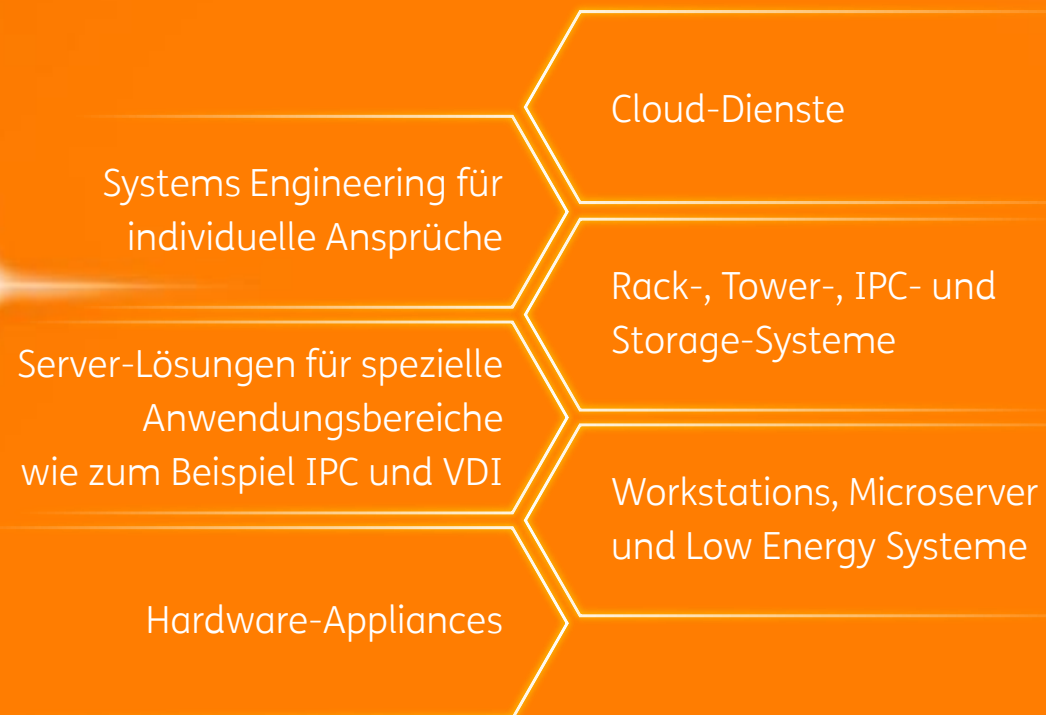 Cloud-Dienste
Systems Engineering für
individuelle Ansprüche
Rack-, Tower-, IPC- und
Storage-Systeme
Server-Lösungen für spezielle
Anwendungsbereiche
wie zum Beispiel IPC und VDI
Workstations, Microserver
und Low Energy Systeme
Hardware-Appliances